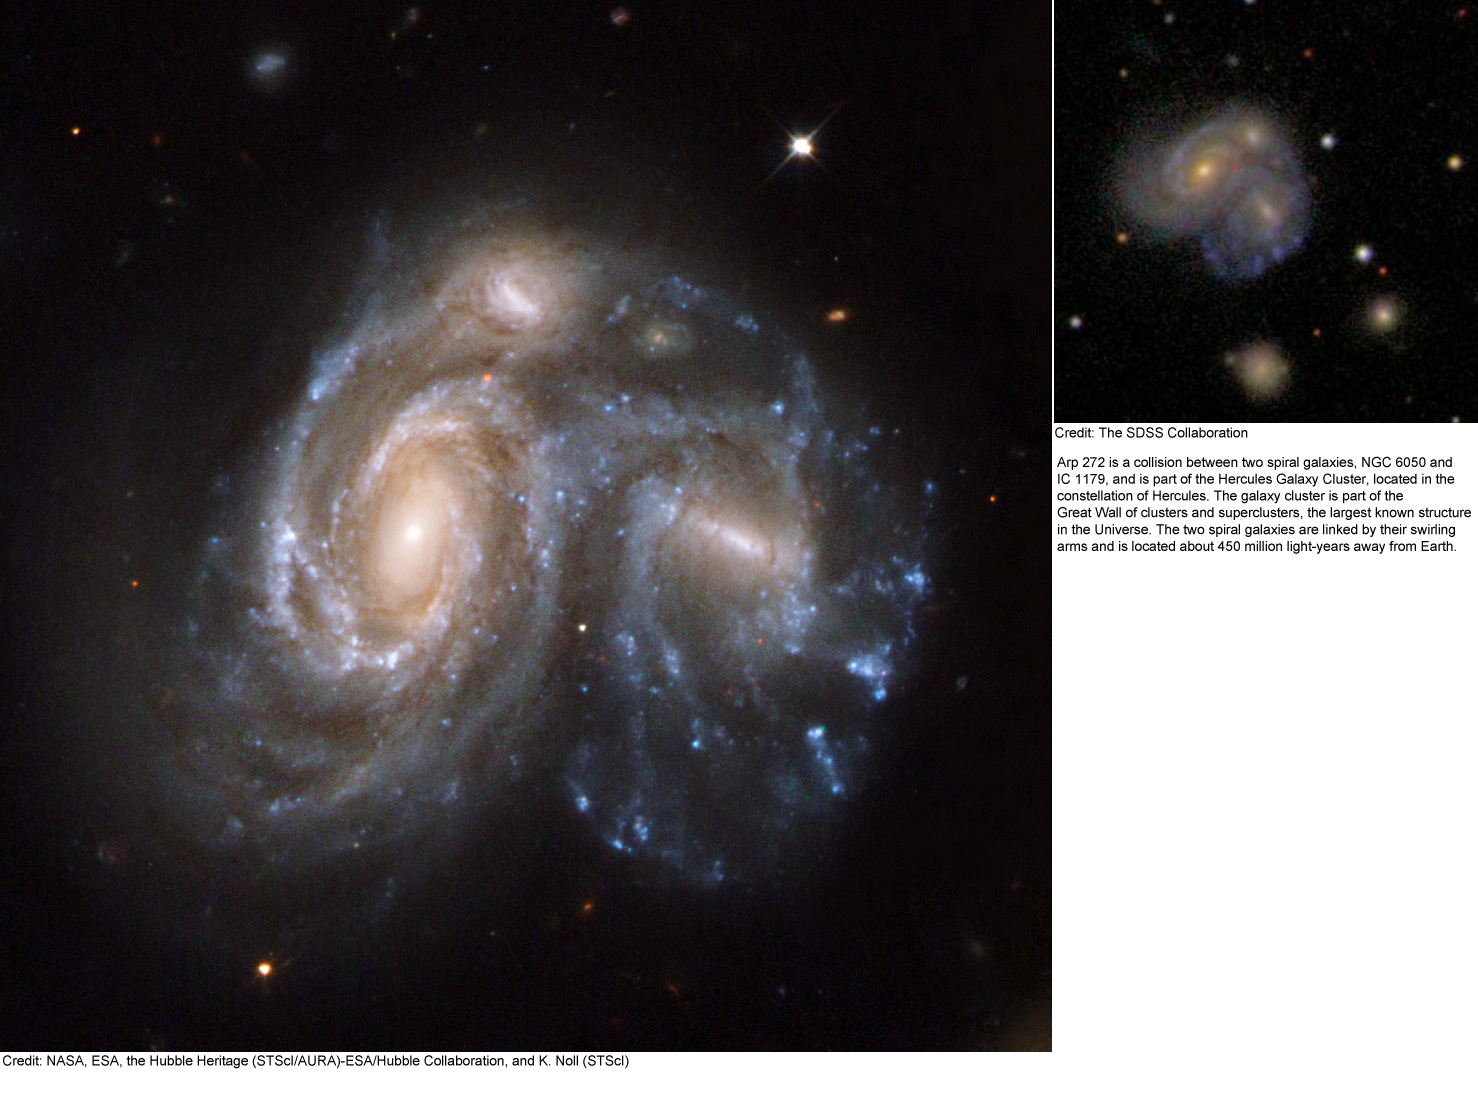 Credit: The SDSS Collaboration
Arp 272 is a collision between two spiral galaxies, NGC 6050 and
IC 1179, and is part of the Hercules Galaxy Cluster, located in the
constellation of Hercules. The galaxy cluster is part of the
Great Wall of clusters and superclusters, the largest known structure
in the Universe. The two spiral galaxies are linked by their swirling
arms and is located about 450 million light-years away from Earth.
Credit: NASA, ESA, the Hubble Heritage (STScI/AURA)-ESA/Hubble Collaboration, and K. Noll (STScI)